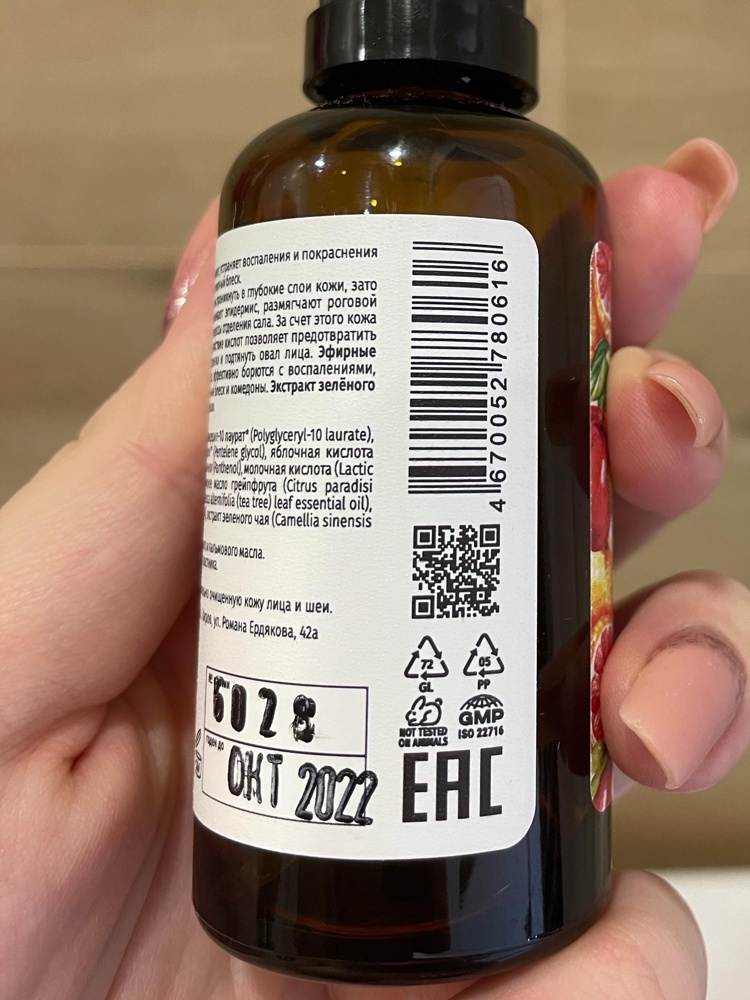 устраняет воспаления и покраснения
блеск.
проникнуть в глубокие слои кожи, зато
эпидермис, размягчают роговой
отделения сала. За счет этого кожа
кислот позволяет предотвратить
и подтянуть овал лица. Эфирные
эффективно борются с воспалениями,
блеск и комедоны. Экстракт зелёного
-10 лаурат* (Polyglyceryl-10 laurate),
(Pentelene glycol), яблочная кислота
(Panthenol), молочная кислота (Lactic
масло грейпфрута (Citrus paradisi
(tea tree) leaf essential oil),
экстракт зеленого чая (Camellia sinensis
и пальмового масла.
очищенную кожу лица и шеи.
ул. Романа Ердякова, 42а
6028
годен до
ОКТ 2022
4 670052 780616
72
GL
05
PP
NOT TESTED
ON ANIMALS
GMP
ISO 22716
EAC